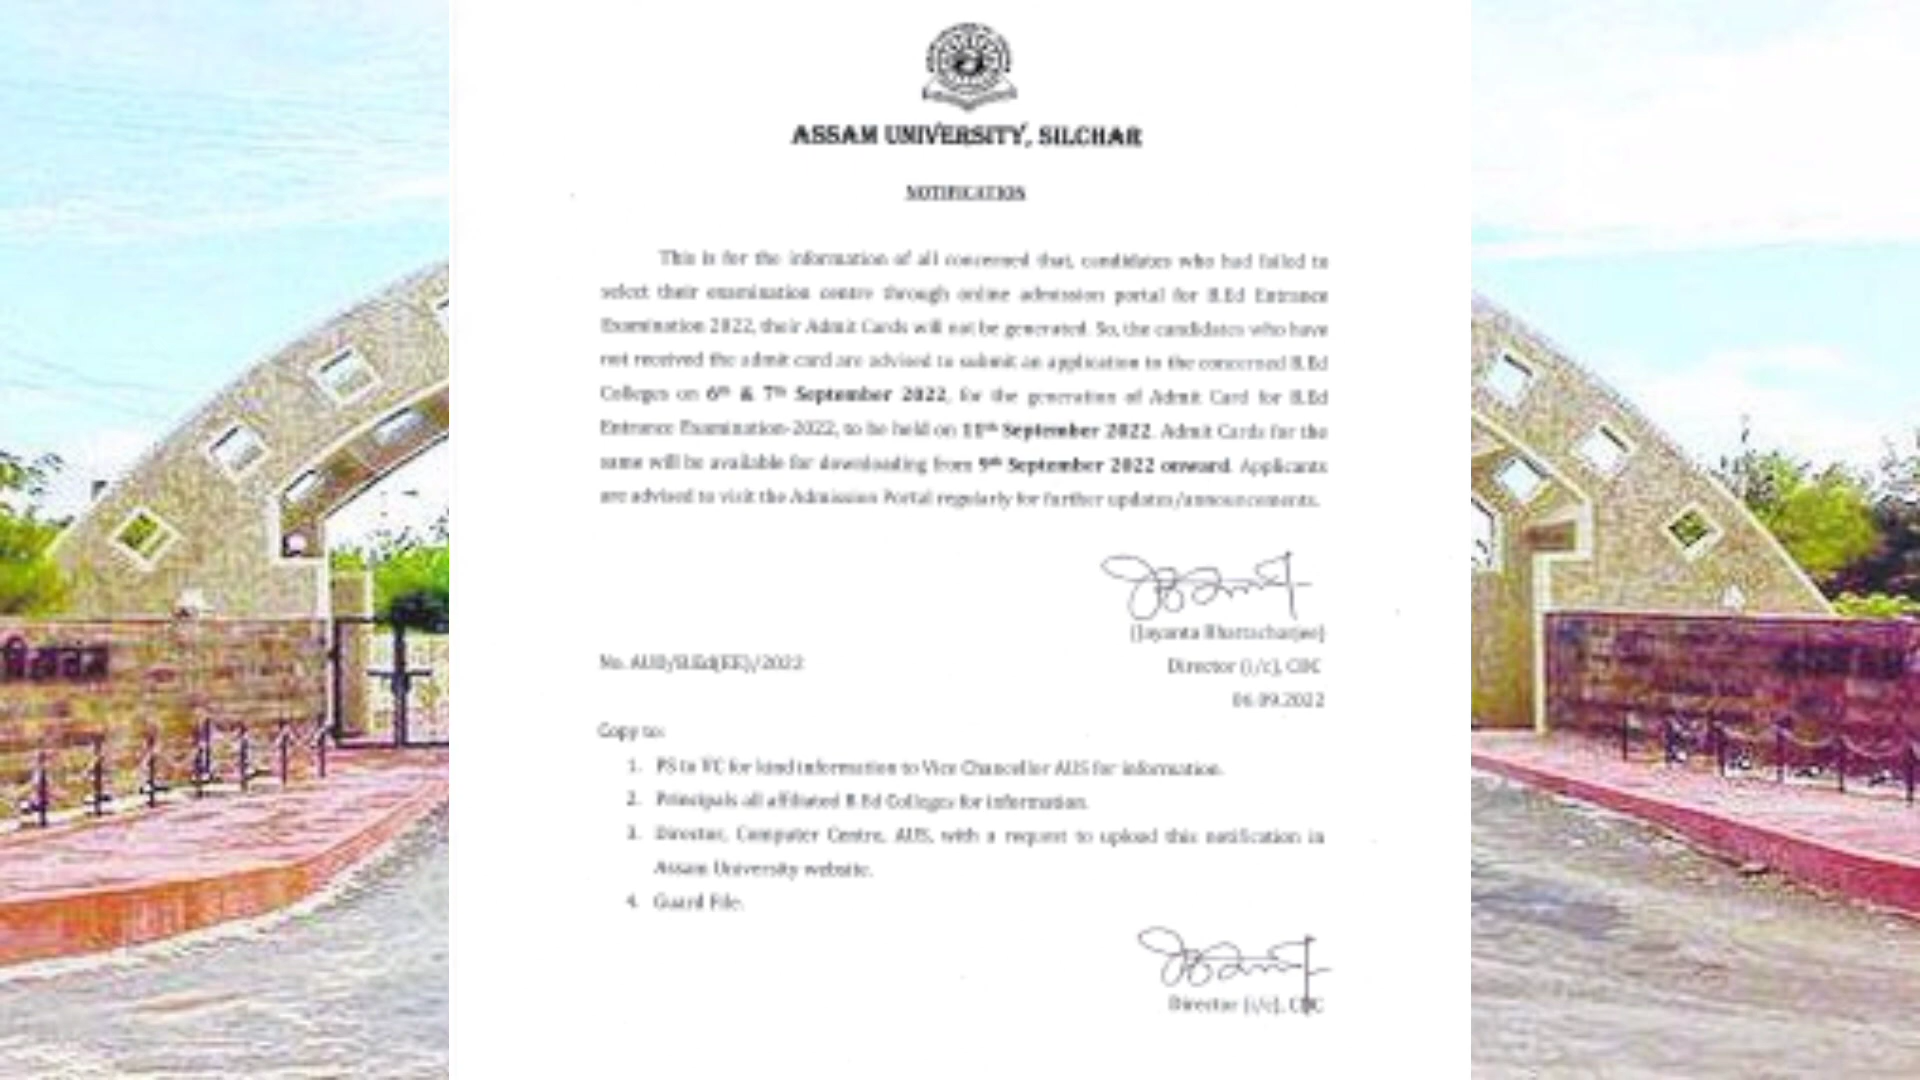 ASSAM UNIVERSITY, SILCHAR
NOTIFICATION
This is for the information of all concerned that, candidates who had failed to
select their examination centre through online admission portal for B.Ed Entrance
Examination 2022, their Admit Cards will not be generated. So, the candidates who have
not received the admit card are advised to submit an application to the concerned B.Ed
Colleges on 6th & 7th September 2022, for the generation of Admit Card for B.Ed
Entrance Examination-2022, to be held on 11th September 2022. Admit Cards for the
same will be available for downloading from 9th September 2022 onward. Applicants
are advised to visit the Admission Portal regularly for further updates/announcements.
(Jayanta Bhattacharjee)
No. AUD/B.Ed(EE)/2022
Director (i/c), CDC
06.09.2022
Copy to:
1. PS to VC for kind information to Vice Chancellor AUS for information.
2. Principals all affiliated B.Ed Colleges for information.
3. Director, Computer Centre, AUS, with a request to upload this notification in
Assam University website.
4. Guard File.
Director (i/c), CDC